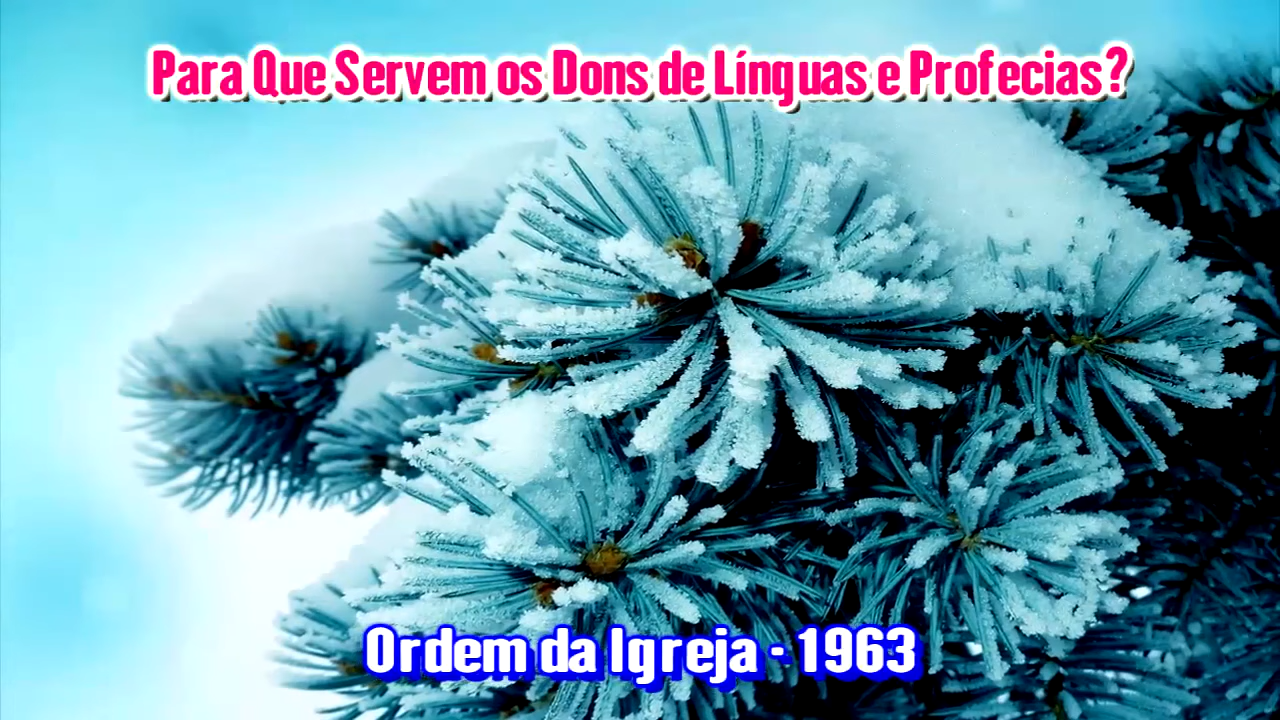 Para Que Servem os Dons de Línguas e Profecias?
Ordem da Igreja - 1963